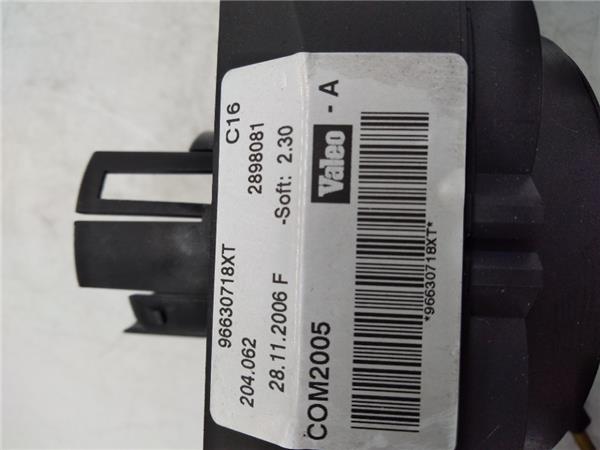 96630718XT C16
204.062 2898081
28.11.2006 F -Soft: 2.30
COM2005 Valeo - A
*96630718XT*